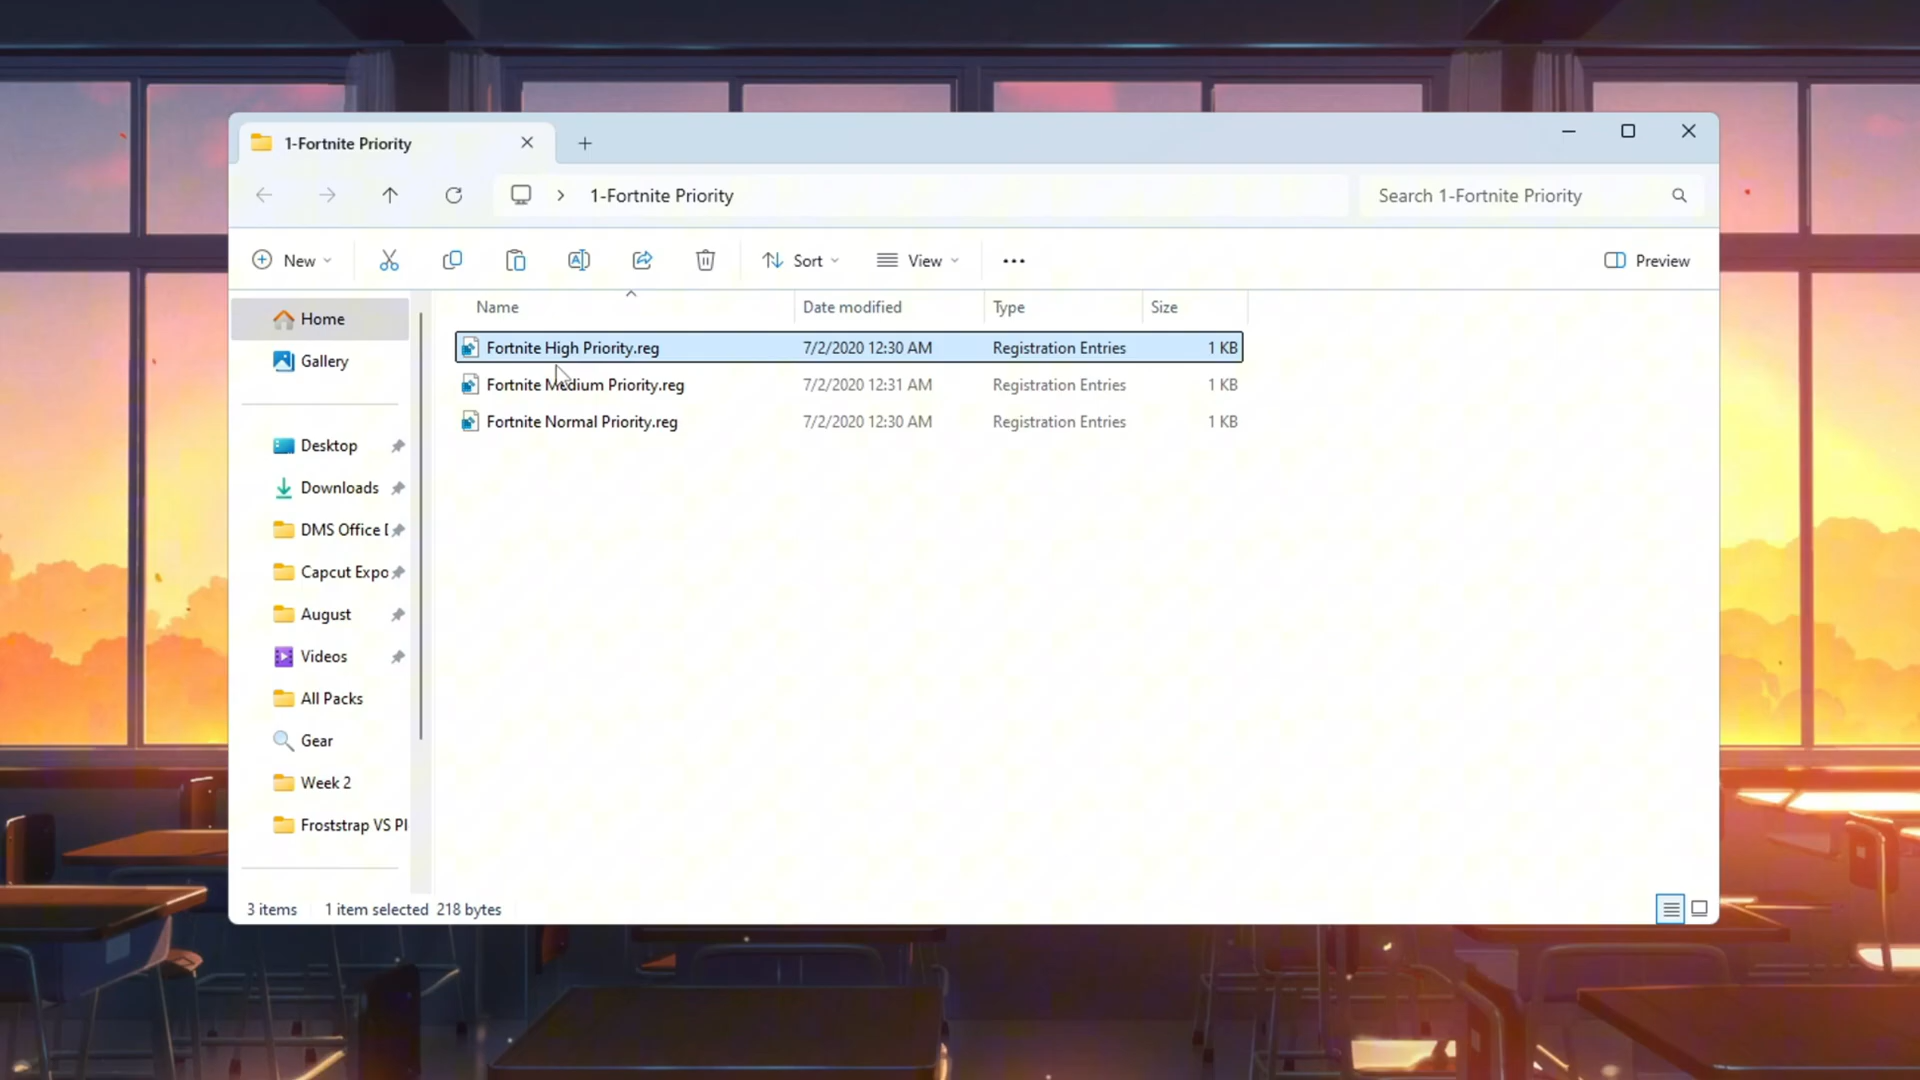 1-Fortnite Priority
1-Fortnite Priority
Search 1-Fortnite Priority
New
Sort
View
Preview
Name
Date modified
Type
Size
Fortnite High Priority.reg 7/2/2020 12:30 AM Registration Entries 1 KB
Fortnite Medium Priority.reg 7/2/2020 12:31 AM Registration Entries 1 KB
Fortnite Normal Priority.reg 7/2/2020 12:30 AM Registration Entries 1 KB
Home
Gallery
Desktop
Downloads
DMS Office
Capcut Expo
August
Videos
All Packs
Gear
Week 2
Froststrap VS Pl
3 items 1 item selected 218 bytes